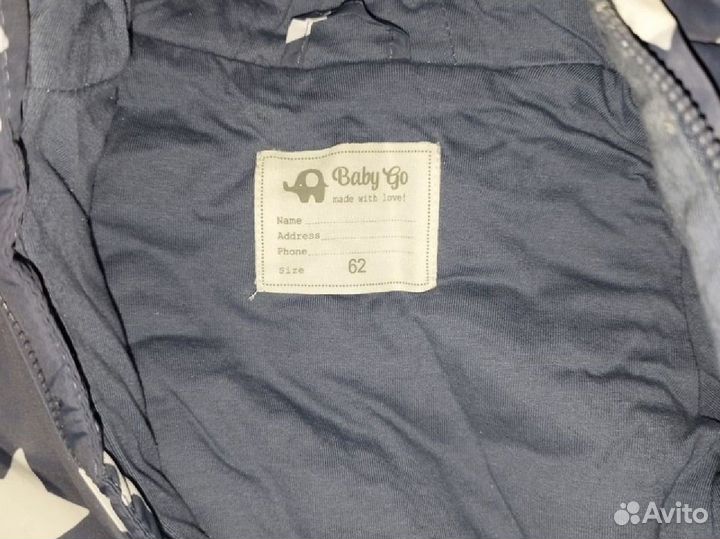 Baby Go
made with love!
Name
Address
Phone
Size 62
Avito